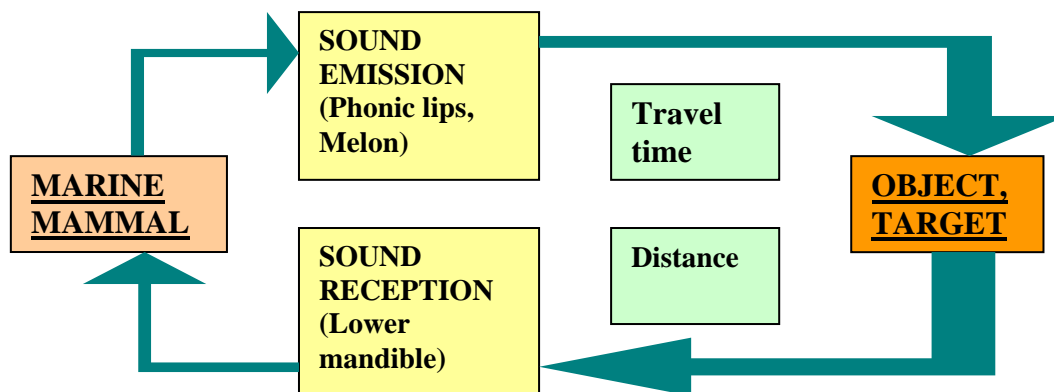 SOUND
EMISSION
(Phonic lips,
Melon)
Travel
time
MARINE
MAMMAL
OBJECT,
TARGET
SOUND
RECEPTION
(Lower
mandible)
Distance